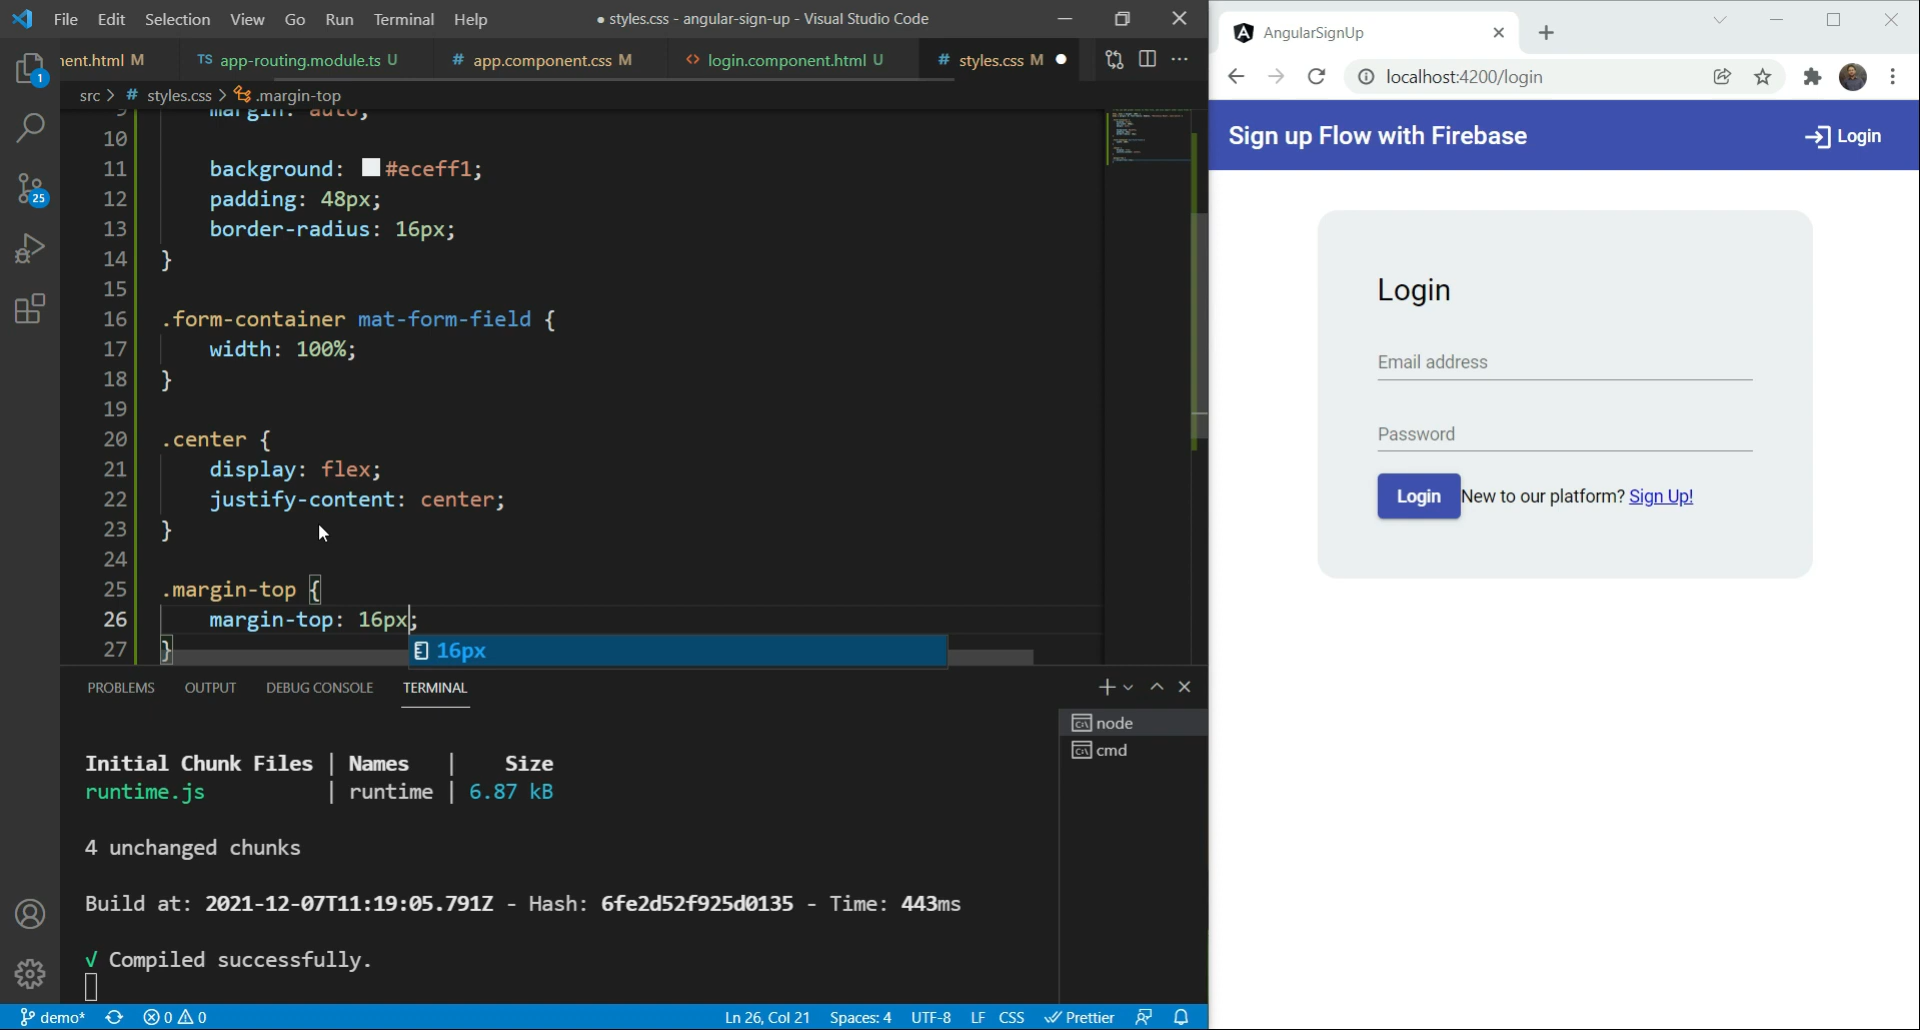 File Edit Selection View Go Run Terminal Help
● styles.css - angular-sign-up - Visual Studio Code
nent.html M
TS app-routing.module.ts U
# app.component.css M
<> login.component.html U
# styles.css M ●
src > # styles.css > .margin-top
9 margin: auto;
10
11 background: #eceff1;
12 padding: 48px;
13 border-radius: 16px;
14 }
15
16 .form-container mat-form-field {
17 width: 100%;
18 }
19
20 .center {
21 display: flex;
22 justify-content: center;
23 }
24
25 .margin-top {
26 margin-top: 16px;
27 }
16px
PROBLEMS OUTPUT DEBUG CONSOLE TERMINAL
Initial Chunk Files | Names | Size
runtime.js | runtime | 6.87 kB
4 unchanged chunks
Build at: 2021-12-07T11:19:05.791Z - Hash: 6fe2d52f925d0135 - Time: 443ms
√ Compiled successfully.
node
cmd
1
25
demo* 0 0 Ln 26, Col 21 Spaces: 4 UTF-8 LF CSS Prettier
AngularSignUp
localhost:4200/login
Sign up Flow with Firebase
Login
Login
Email address
Password
Login New to our platform? Sign Up!